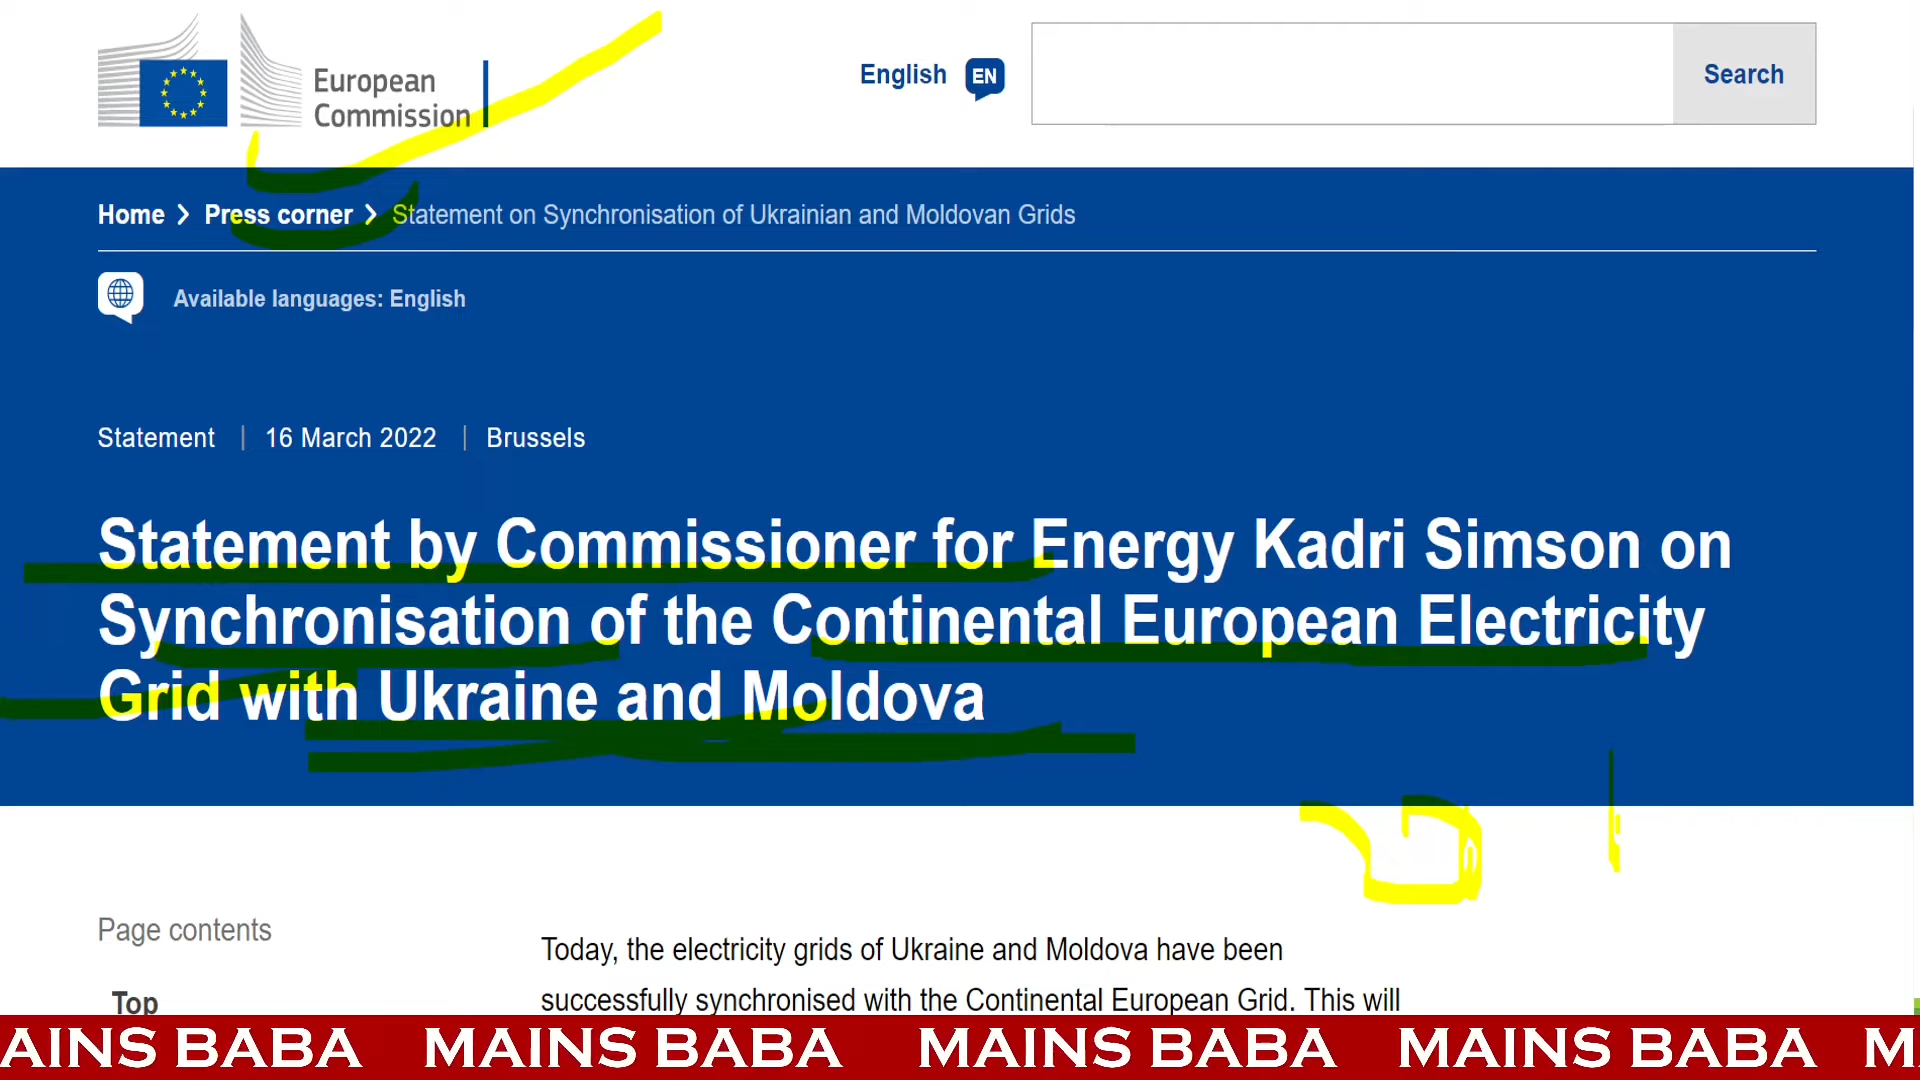 European
Commission
English EN Search
Home Press corner Statement on Synchronisation of Ukrainian and Moldovan Grids
Available languages: English
Statement | 16 March 2022 | Brussels
Statement by Commissioner for Energy Kadri Simson on
Synchronisation of the Continental European Electricity
Grid with Ukraine and Moldova
Page contents
Top
Today, the electricity grids of Ukraine and Moldova have been
successfully synchronised with the Continental European Grid. This will
AINS BABA MAINS BABA MAINS BABA MAINS BABA M